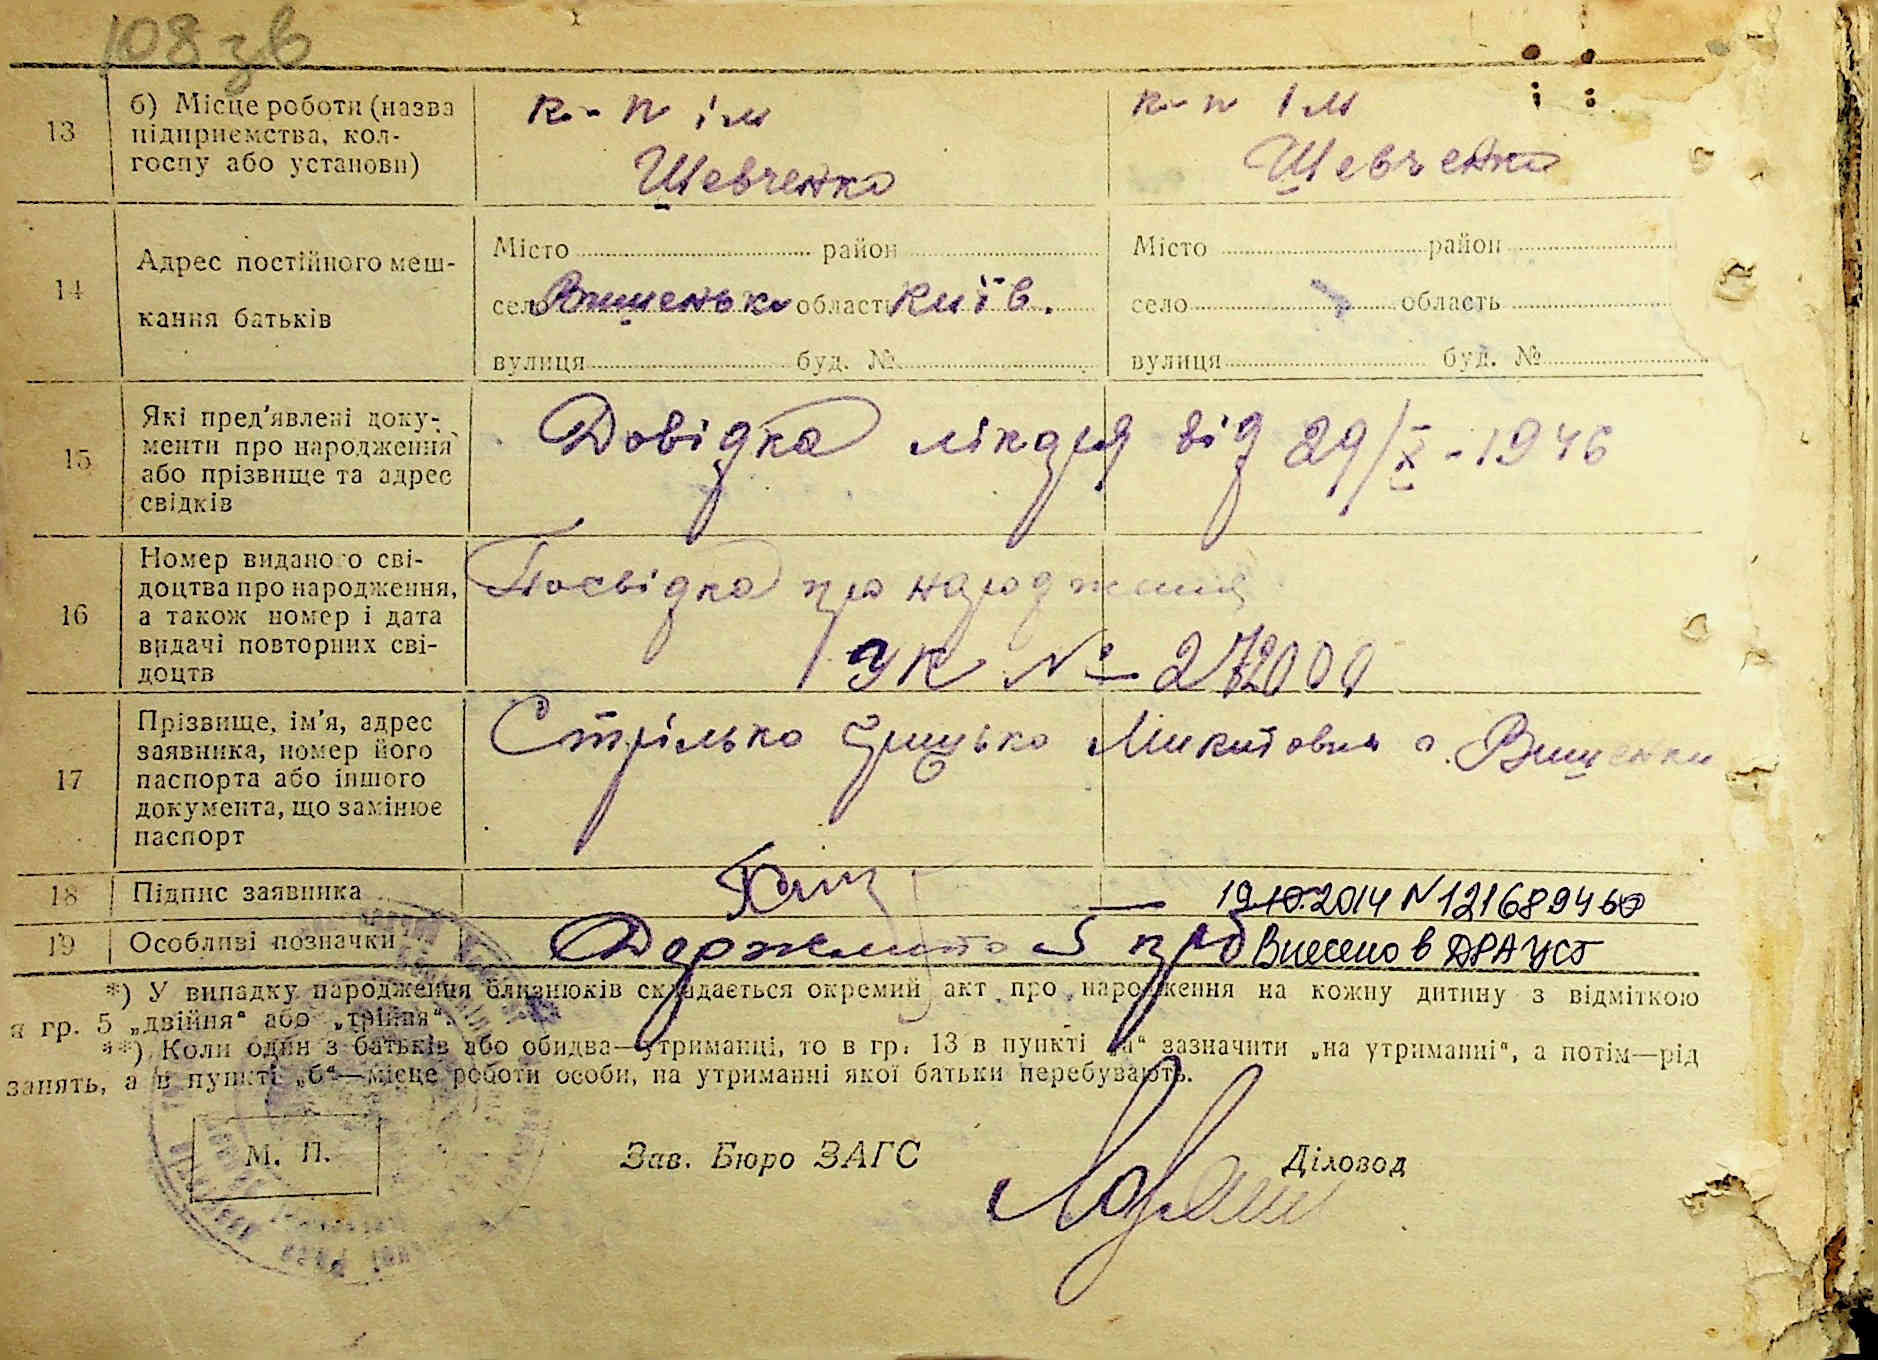 108 зв
13
б) Місце роботи (назва
підприємства, кол-
госпу або установи)
к-п ім
Шевченко
к-п ім
Шевченко
14
Адрес постійного меш-
кання батьків
Місто район
село Вишеньки область Київ.
вулиця буд. №
Місто район
село область
вулиця буд. №
15
Які пред'явлені доку-
менти про народження
або прізвище та адрес
свідків
Довідка лікаря від 29/X - 1946
16
Номер виданого сві-
доцтва про народження,
а також номер і дата
видачі повторних сві-
доцтв
Посвідка про народження
УК № 272000
17
Прізвище, ім'я, адрес
заявника, номер його
паспорта або іншого
документа, що замінює
паспорт
Стрілько Грицько Микитович с. Вишеньки
18
Підпис заявника
19.10.2014 N 12168946
19
Особливі позначки
Держмито 5 крб
Внесено в ДРАЦСГ
*) У випадку народження близнюків складається окремий акт про народження на кожну дитину з відміткою
в гр. 5 „двійня“ або „трійня“.
**) Коли один з батьків або обидва—утриманці, то в гр. 13 в пункті „а“ зазначити „на утриманні“, а потім—рід
занять, а в пункті „б“—місце роботи особи, на утриманні якої батьки перебувають.
М. П.
Зав. Бюро ЗАГС
Діловод